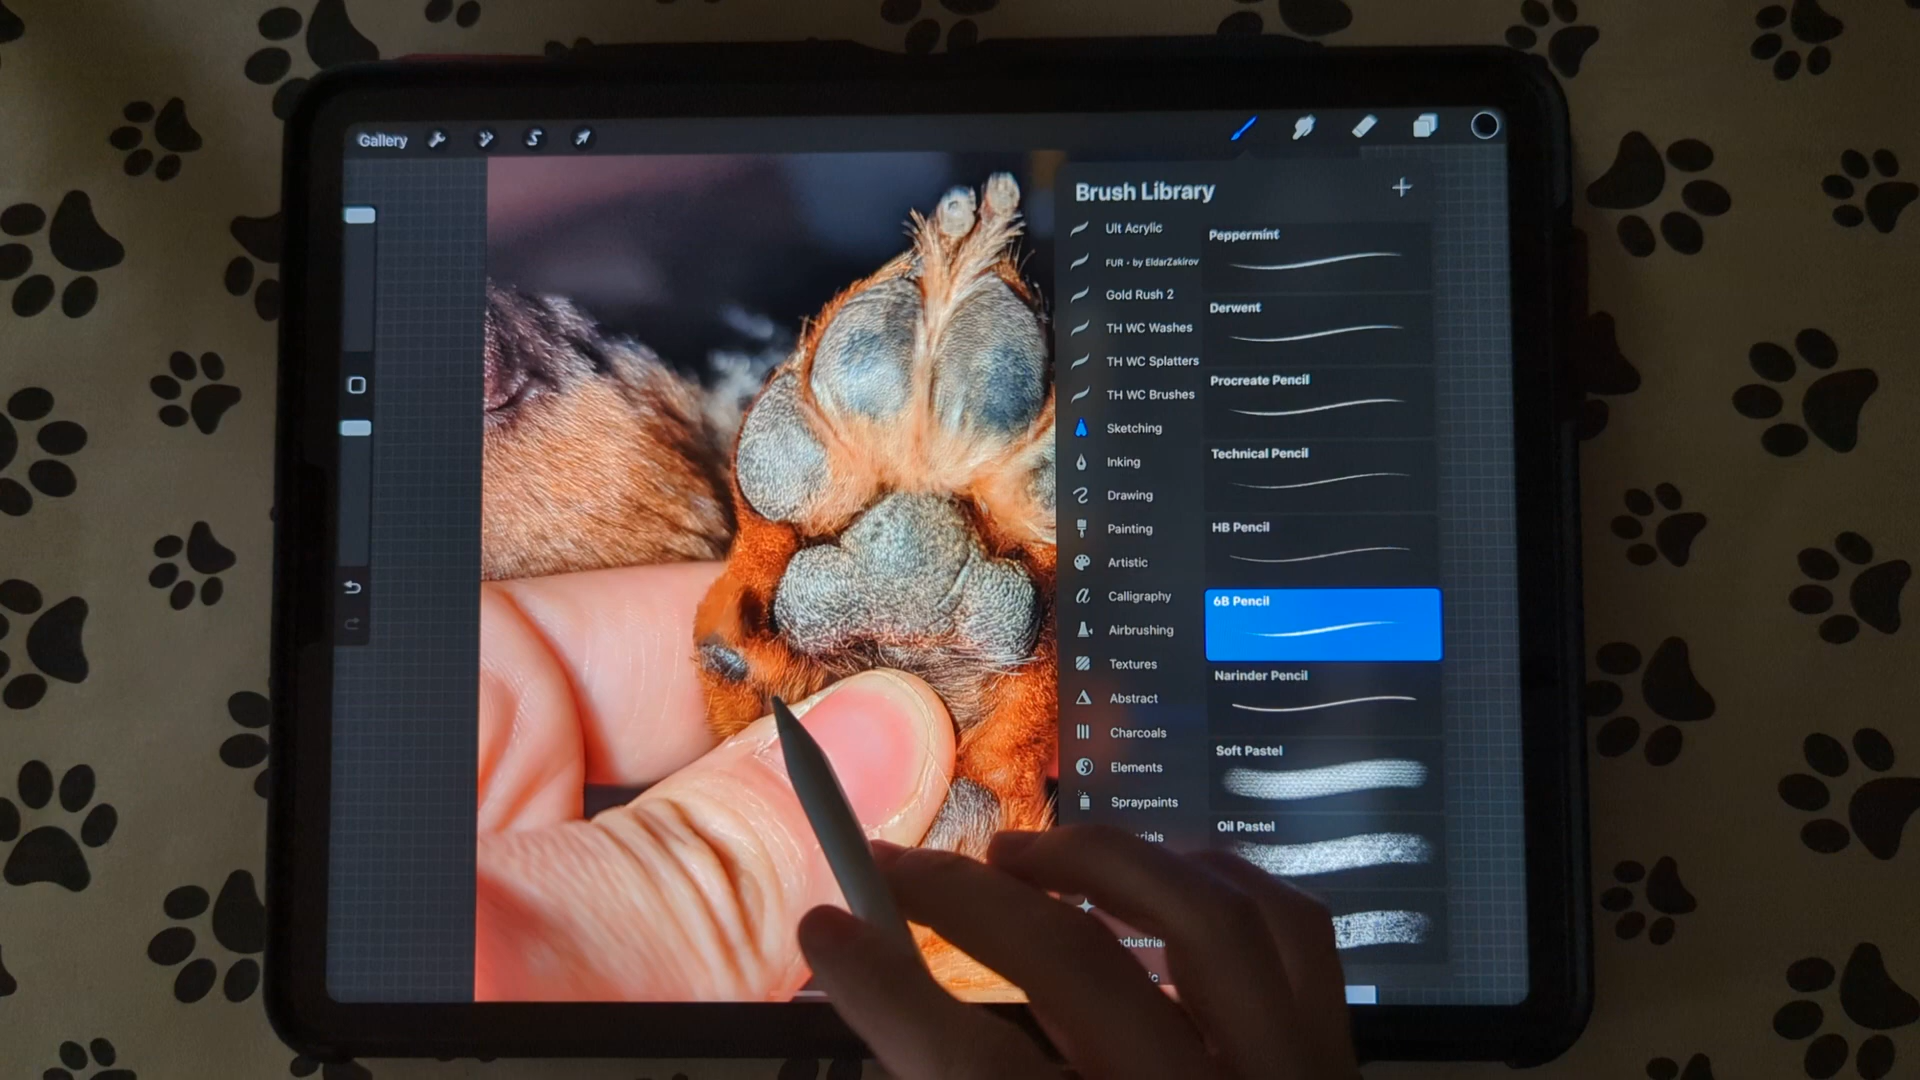 Gallery
Brush Library
Ult Acrylic
FUR - by EldarZakirov
Gold Rush 2
TH WC Washes
TH WC Splatters
TH WC Brushes
Sketching
Inking
Drawing
Painting
Artistic
Calligraphy
Airbrushing
Textures
Abstract
Charcoals
Elements
Spraypaints
Peppermint
Derwent
Procreate Pencil
Technical Pencil
HB Pencil
6B Pencil
Narinder Pencil
Soft Pastel
Oil Pastel